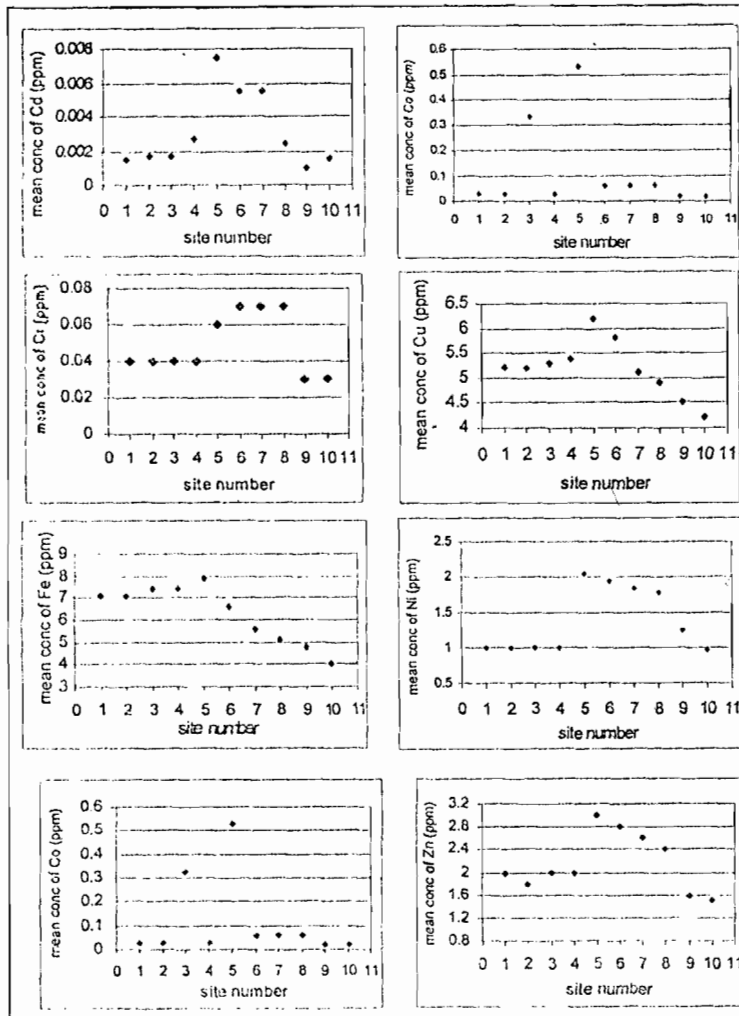 mean conc of Cd (ppm)
0.008
0.006
0.004
0.002
0
0 1 2 3 4 5 6 7 8 9 10 11
site number
mean conc of Co (ppm)
0.6
0.5
0.4
0.3
0.2
0.1
0
0 1 2 3 4 5 6 7 8 9 10 11
site number
mean conc of Cr (ppm)
0.08
0.06
0.04
0.02
0
0 1 2 3 4 5 6 7 8 9 10 11
site number
mean conc of Cu (ppm)
6.5
6
5.5
5
4.5
4
0 1 2 3 4 5 6 7 8 9 10 11
site number
mean conc of Fe (ppm)
9
8
7
6
5
4
3
0 1 2 3 4 5 6 7 8 9 10 11
site number
mean conc of Ni (ppm)
2.5
2
1.5
1
0.5
0 1 2 3 4 5 6 7 8 9 10 11
site number
mean conc of Co (ppm)
0.6
0.5
0.4
0.3
0.2
0.1
0
0 1 2 3 4 5 6 7 8 9 10 11
site number
mean conc of Zn (ppm)
3.2
2.8
2.4
2
1.6
1.2
0.8
0 1 2 3 4 5 6 7 8 9 10 11
site number